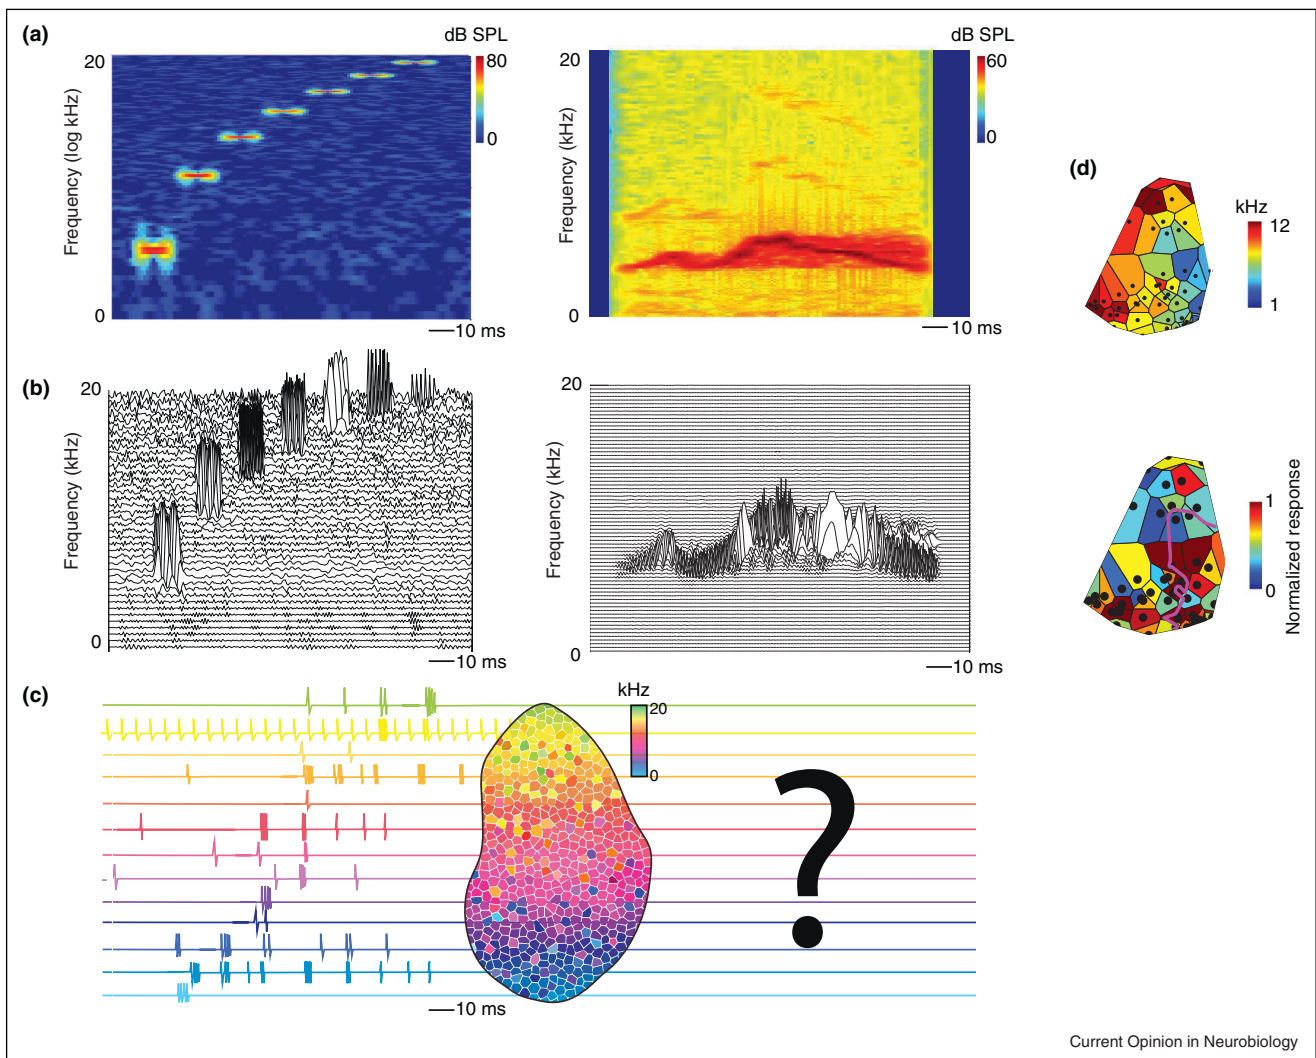 (a)
dB SPL
80
0
20
Frequency (log kHz)
0
10 ms
dB SPL
60
0
20
Frequency (kHz)
0
10 ms
(b)
20
Frequency (kHz)
0
10 ms
20
Frequency (kHz)
0
10 ms
(c)
kHz
20
0
?
10 ms
(d)
kHz
12
1
1
0
Normalized response
Current Opinion in Neurobiology